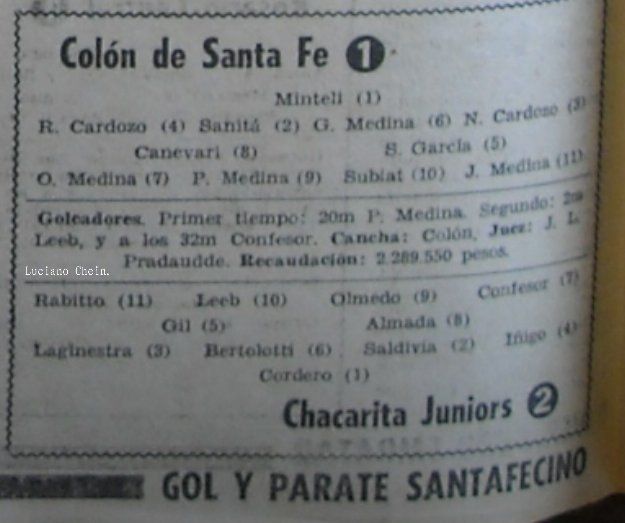 Colón de Santa Fe 1
Minteli (1)
R. Cardozo (4) Sanitá (2) G. Medina (6) N. Cardozo (3)
Canevari (8) S. García (5)
O. Medina (7) P. Medina (9) Subiat (10) J. Medina (11)
Goleadores. Primer tiempo: 20m P. Medina. Segundo: 2m
Leeb, y a los 32m Confesor. Cancha: Colón, Juez: J. L.
Pradaudde. Recaudación: 2.289.550 pesos.
Luciano Chein.
Rabitto (11) Leeb (10) Olmedo (9) Confesor (7)
Gil (5) Almada (8)
Laginestra (3) Bertolotti (6) Saldivia (2) Iñigo (4)
Cordero (1)
Chacarita Juniors 2
GOL Y PARATE SANTAFECINO